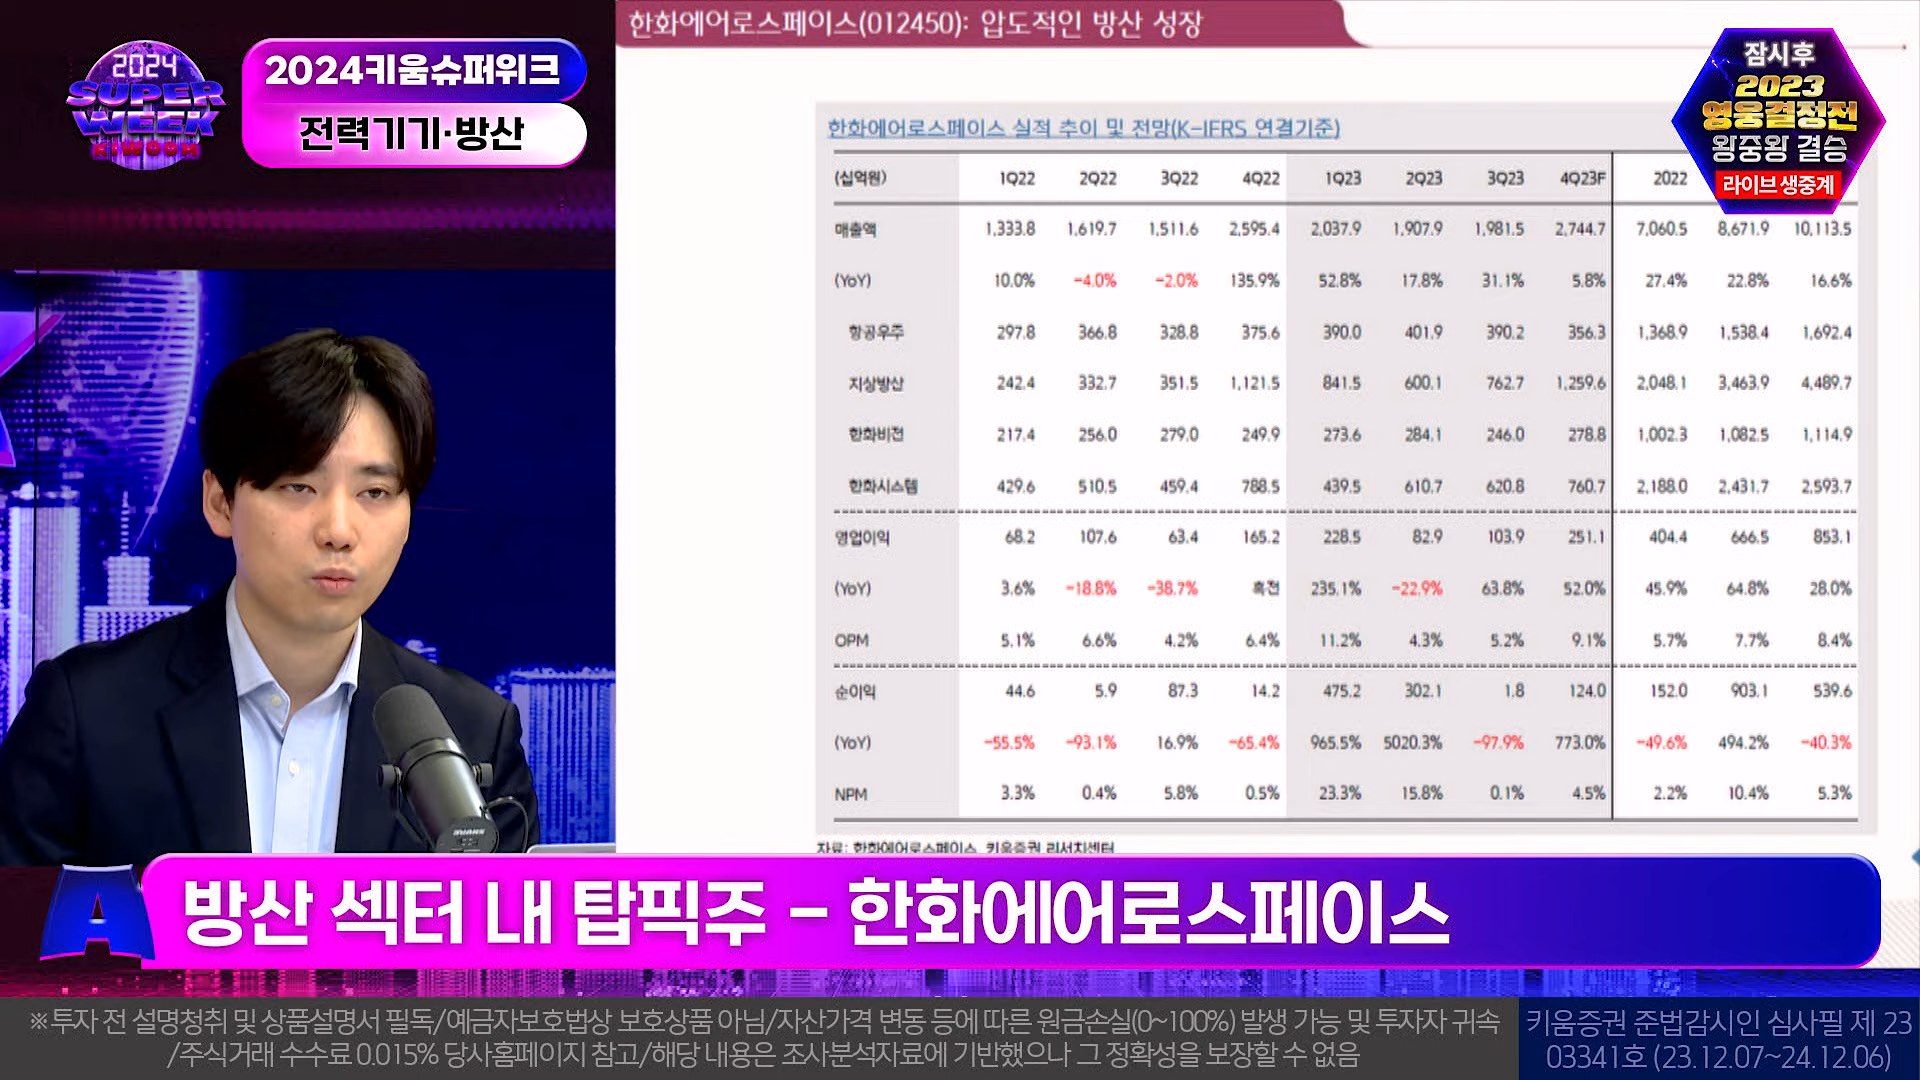 한화에어로스페이스(012450): 압도적인 방산 성장
2024
SUPER
WEEK
KIWOOM
2024키움슈퍼위크
전력기기·방산
잠시후
2023
영웅결정전
왕중왕 결승
라이브 생중계
한화에어로스페이스 실적 추이 및 전망(K-IFRS 연결기준)
(십억원) 1Q22 2Q22 3Q22 4Q22 1Q23 2Q23 3Q23 4Q23F 2022
매출액 1,333.8 1,619.7 1,511.6 2,595.4 2,037.9 1,907.9 1,981.5 2,744.7 7,060.5 8,671.9 10,113.5
(YoY) 10.0% -4.0% -2.0% 135.9% 52.8% 17.8% 31.1% 5.8% 27.4% 22.8% 16.6%
항공우주 297.8 366.8 328.8 375.6 390.0 401.9 390.2 356.3 1,368.9 1,538.4 1,692.4
지상방산 242.4 332.7 351.5 1,121.5 841.5 600.1 762.7 1,259.6 2,048.1 3,463.9 4,489.7
한화비전 217.4 256.0 279.0 249.9 273.6 284.1 246.0 278.8 1,002.3 1,082.5 1,114.9
한화시스템 429.6 510.5 459.4 788.5 439.5 610.7 620.8 760.7 2,188.0 2,431.7 2,593.7
영업이익 68.2 107.6 63.4 165.2 228.5 82.9 103.9 251.1 404.4 666.5 853.1
(YoY) 3.6% -18.8% -38.7% 흑전 235.1% -22.9% 63.8% 52.0% 45.9% 64.8% 28.0%
OPM 5.1% 6.6% 4.2% 6.4% 11.2% 4.3% 5.2% 9.1% 5.7% 7.7% 8.4%
순이익 44.6 5.9 87.3 14.2 475.2 302.1 1.8 124.0 152.0 903.1 539.6
(YoY) -55.5% -93.1% 16.9% -65.4% 965.5% 5020.3% -97.9% 773.0% -49.6% 494.2% -40.3%
NPM 3.3% 0.4% 5.8% 0.5% 23.3% 15.8% 0.1% 4.5% 2.2% 10.4% 5.3%
자료: 한화에어로스페이스, 키움증권 리서치센터
A 방산 섹터 내 탑픽주 - 한화에어로스페이스
※투자 전 설명청취 및 상품설명서 필독/예금자보호법상 보호상품 아님/자산가격 변동 등에 따른 원금손실(0~100%) 발생 가능 및 투자자 귀속
/주식거래 수수료 0.015% 당사홈페이지 참고/해당 내용은 조사분석자료에 기반했으나 그 정확성을 보장할 수 없음
키움증권 준법감시인 심사필 제 23
03341호 (23.12.07~24.12.06)